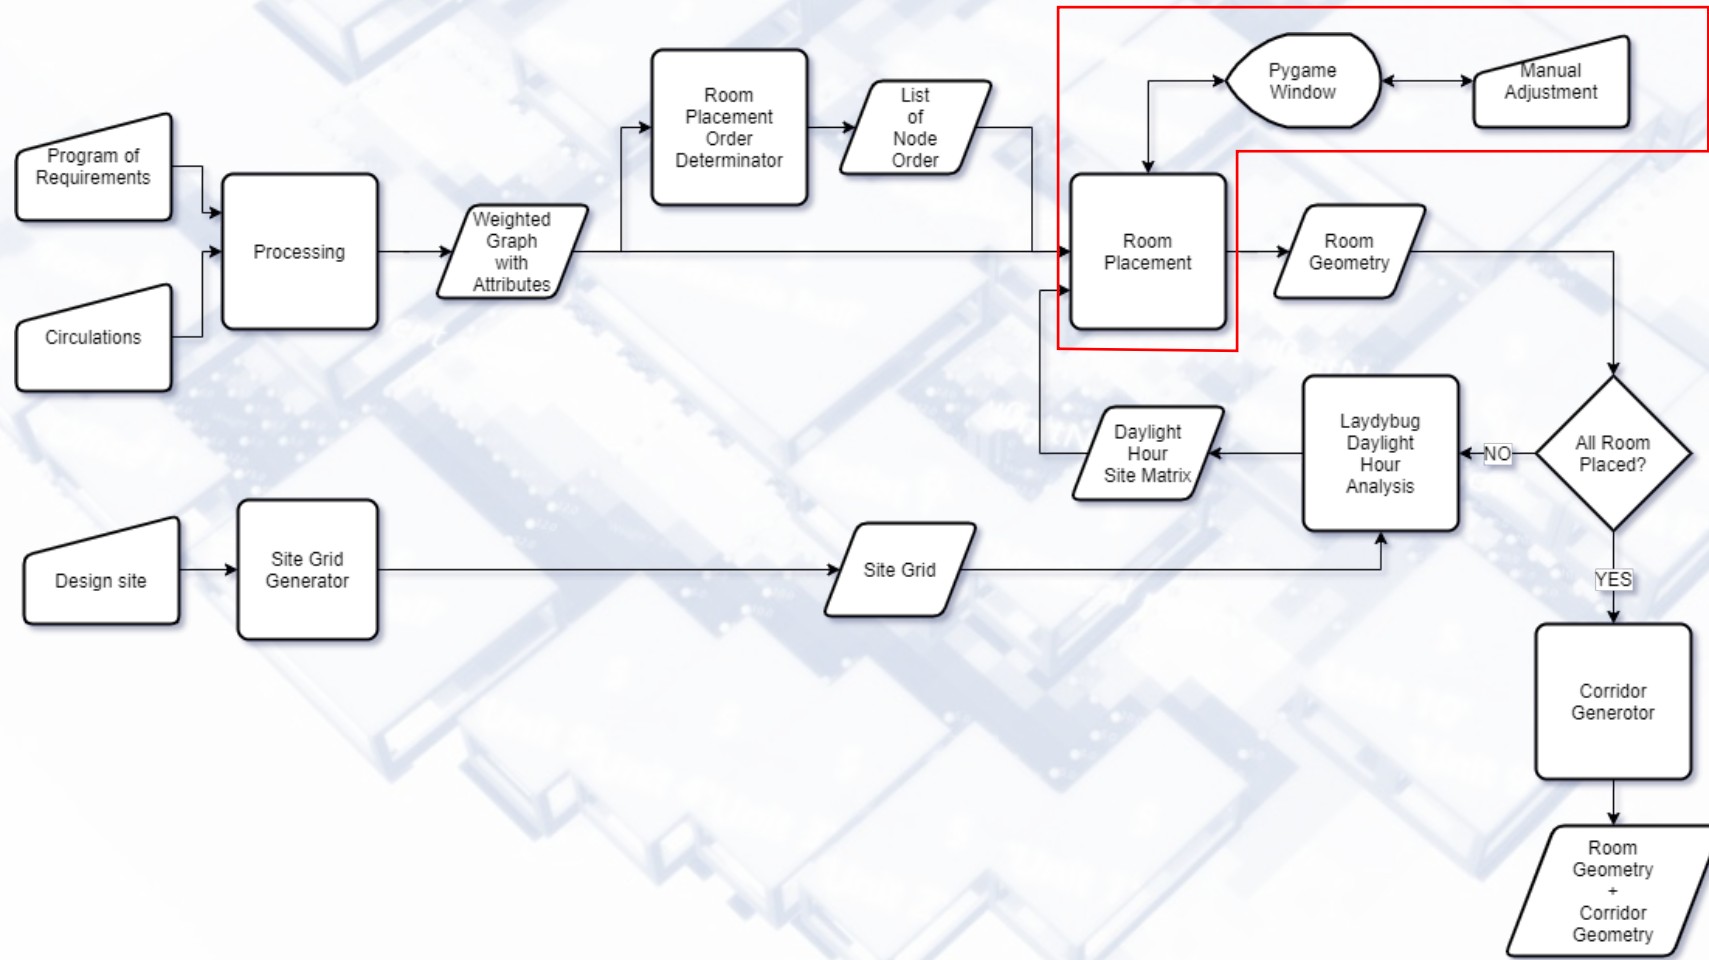 Program of
Requirements
Circulations
Processing
Weighted
Graph
with
Attributes
Room
Placement
Order
Determinator
List
of
Node
Order
Pygame
Window
Manual
Adjustment
Room
Placement
Room
Geometry
All Room
Placed?
NO
Laydybug
Daylight
Hour
Analysis
Daylight
Hour
Site Matrix
Design site
Site Grid
Generator
Site Grid
YES
Corridor
Generotor
Room
Geometry
+
Corridor
Geometry